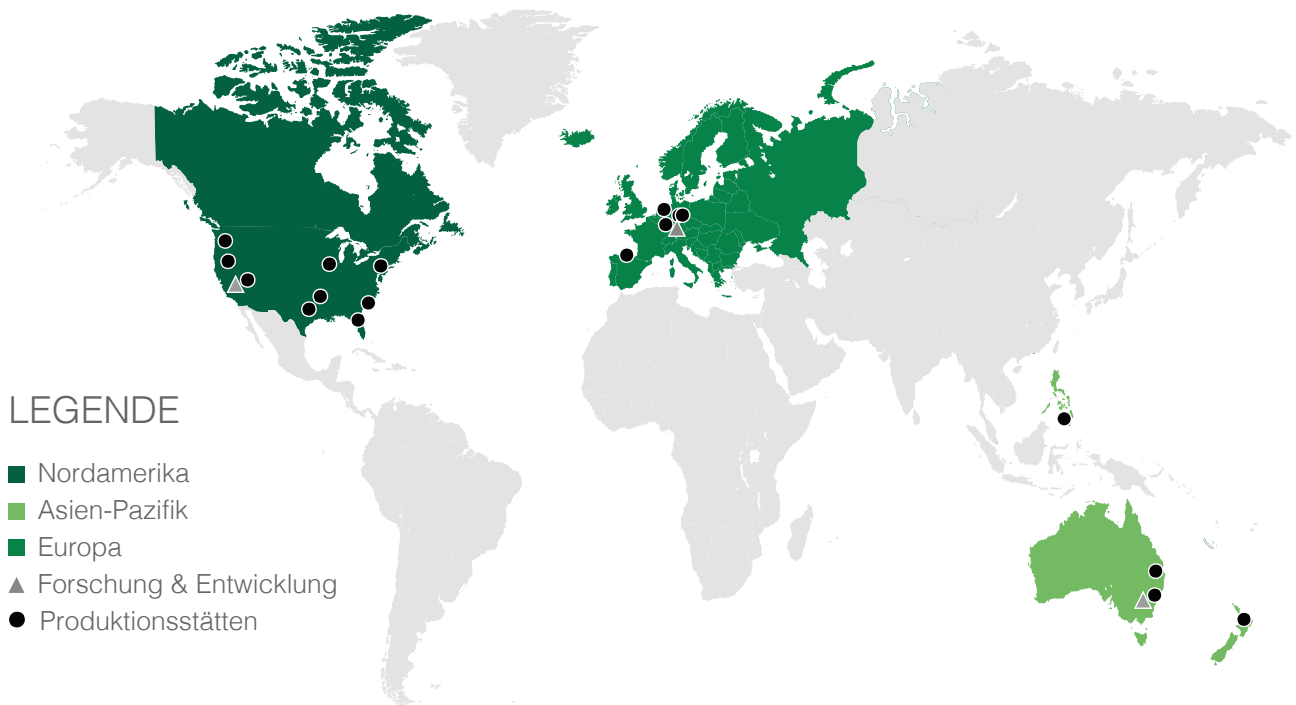 LEGENDE
Nordamerika
Asien-Pazifik
Europa
Forschung & Entwicklung
Produktionsstätten